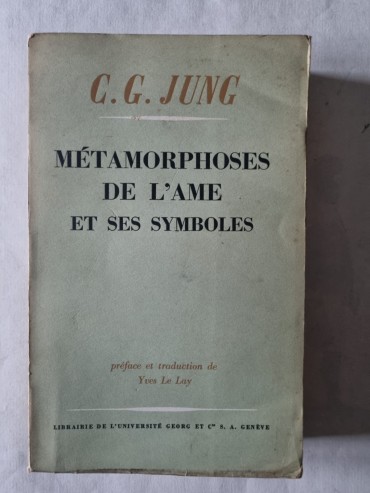 C. G. JUNG
MÉTAMORPHOSES
DE L'AME
ET SES SYMBOLES
préface et traduction de
Yves Le Lay
LIBRAIRIE DE L'UNIVERSITÉ GEORG ET Cie S. A. GENÈVE